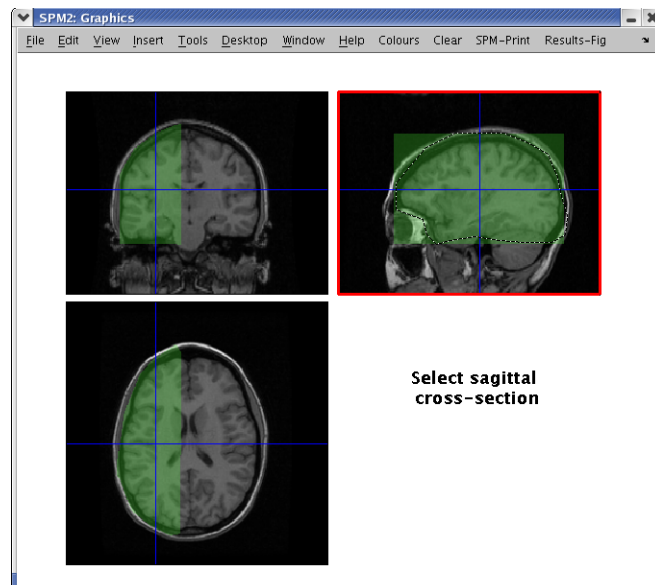 SPM2: Graphics
File Edit View Insert Tools Desktop Window Help Colours Clear SPM-Print Results-Fig
Select sagittal
cross-section